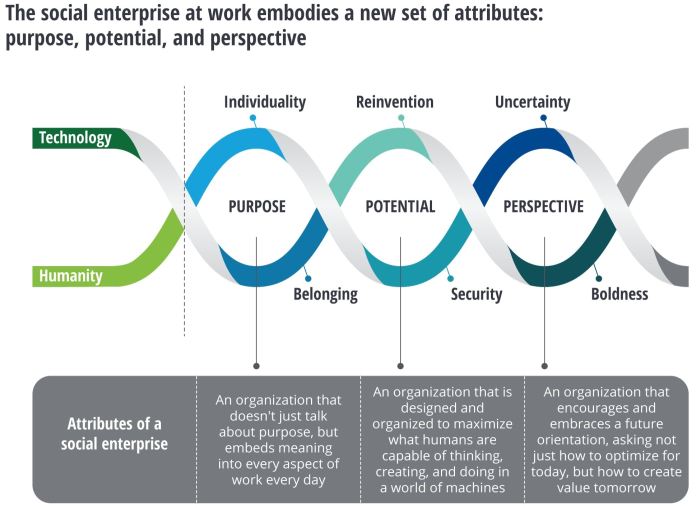 The social enterprise at work embodies a new set of attributes:
purpose, potential, and perspective
Individuality
Reinvention
Uncertainty
Technology
PURPOSE
POTENTIAL
PERSPECTIVE
Humanity
Belonging
Security
Boldness
Attributes of a
social enterprise
An organization that
doesn't just talk
about purpose, but
embeds meaning
into every aspect of
work every day
An organization that is
designed and
organized to maximize
what humans are
capable of thinking,
creating, and doing in
a world of machines
An organization that
encourages and
embraces a future
orientation, asking not
just how to optimize for
today, but how to create
value tomorrow